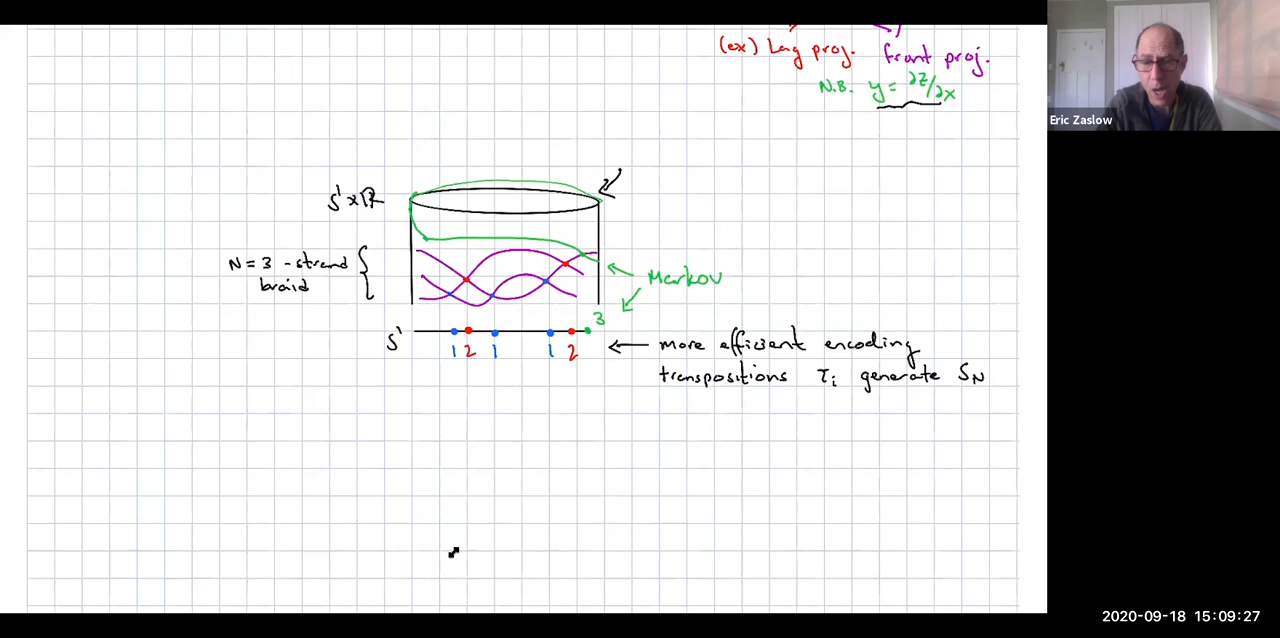 (ex) Lag proj.
front proj.
N.B. y = ∂z/∂x
Eric Zaslow
S¹ x R
N = 3 - strand
braid
Markov
3
S¹
1 2 1 1 2
more efficient encoding
transpositions τᵢ generate S_N
2020-09-18 15:09:27